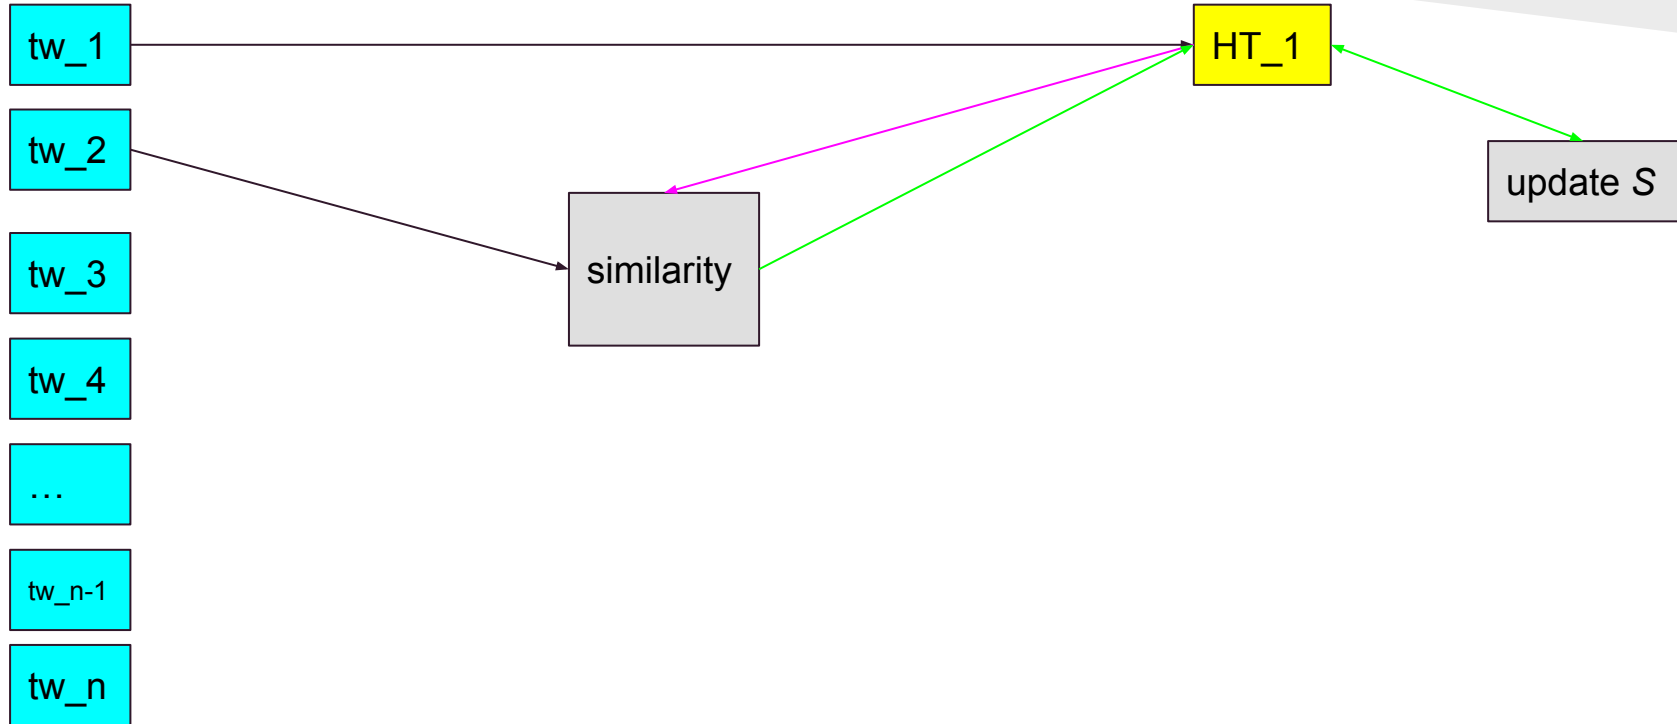 tw_1
HT_1
tw_2
update S
similarity
tw_3
tw_4
…
tw_n-1
tw_n